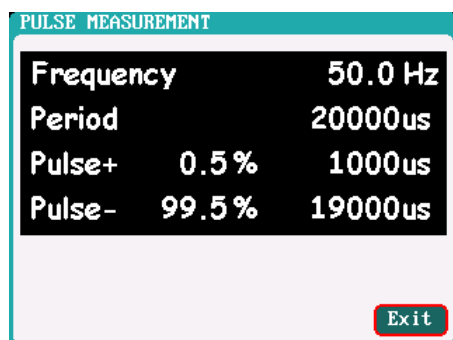 PULSE MEASUREMENT
Frequency 50.0 Hz
Period 20000us
Pulse+ 0.5% 1000us
Pulse- 99.5% 19000us
Exit